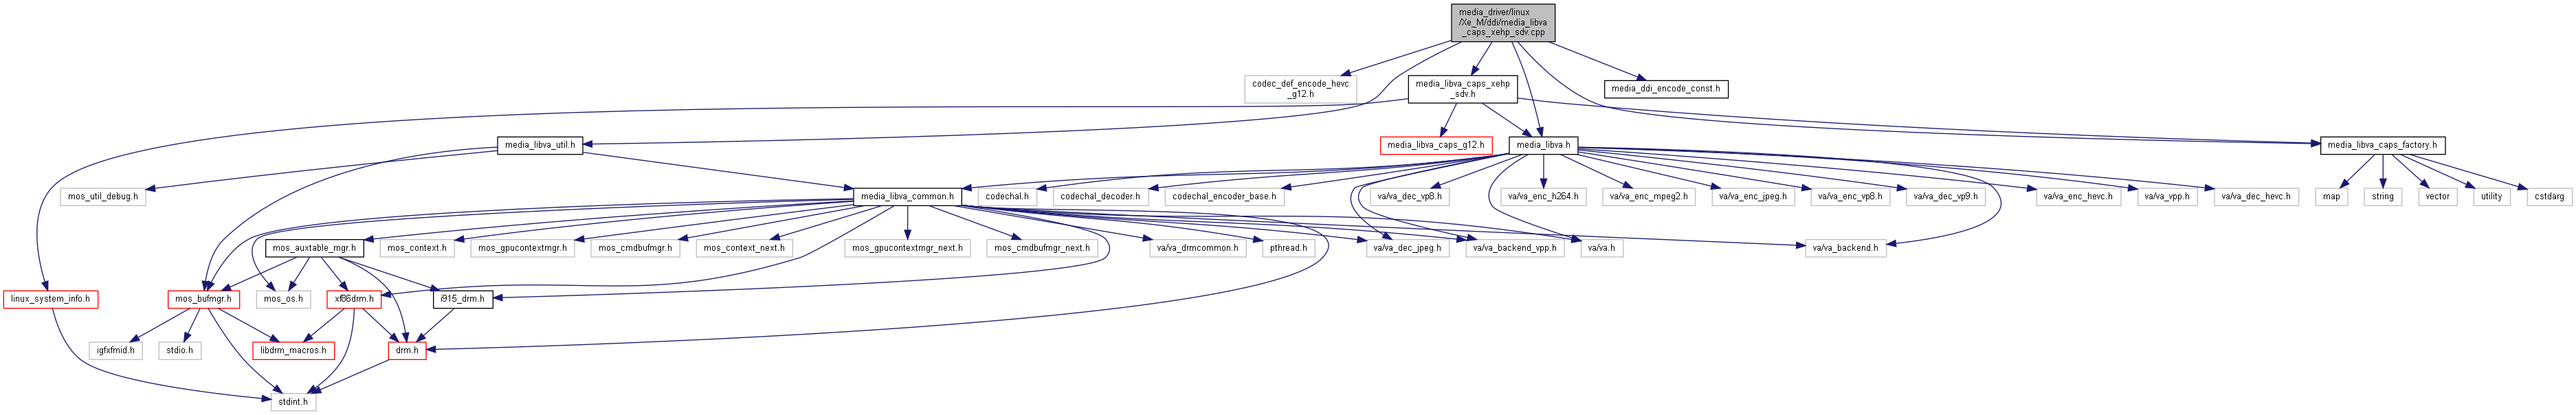 media_driver/linux
/Xe_M/ddi/media_libva
_caps_xehp_sdv.cpp
codec_def_encode_hevc
_g12.h
media_libva_caps_xehp
_sdv.h
media_ddi_encode_const.h
media_libva_util.h
media_libva_caps_g12.h
media_libva.h
media_libva_caps_factory.h
mos_util_debug.h
media_libva_common.h
codechal.h
codechal_decoder.h
codechal_encoder_base.h
va/va_dec_vp8.h
va/va_enc_h264.h
va/va_enc_mpeg2.h
va/va_enc_jpeg.h
va/va_enc_vp8.h
va/va_dec_vp9.h
va/va_enc_hevc.h
va/va_vpp.h
va/va_dec_hevc.h
map
string
vector
utility
cstdarg
mos_auxtable_mgr.h
mos_context.h
mos_gpucontextmgr.h
mos_cmdbufmgr.h
mos_context_next.h
mos_gpucontextmgr_next.h
mos_cmdbufmgr_next.h
va/va_drmcommon.h
pthread.h
va/va_dec_jpeg.h
va/va_backend_vpp.h
va/va.h
va/va_backend.h
linux_system_info.h
mos_bufmgr.h
mos_os.h
xf86drm.h
i915_drm.h
igfxfmid.h
stdio.h
libdrm_macros.h
drm.h
stdint.h